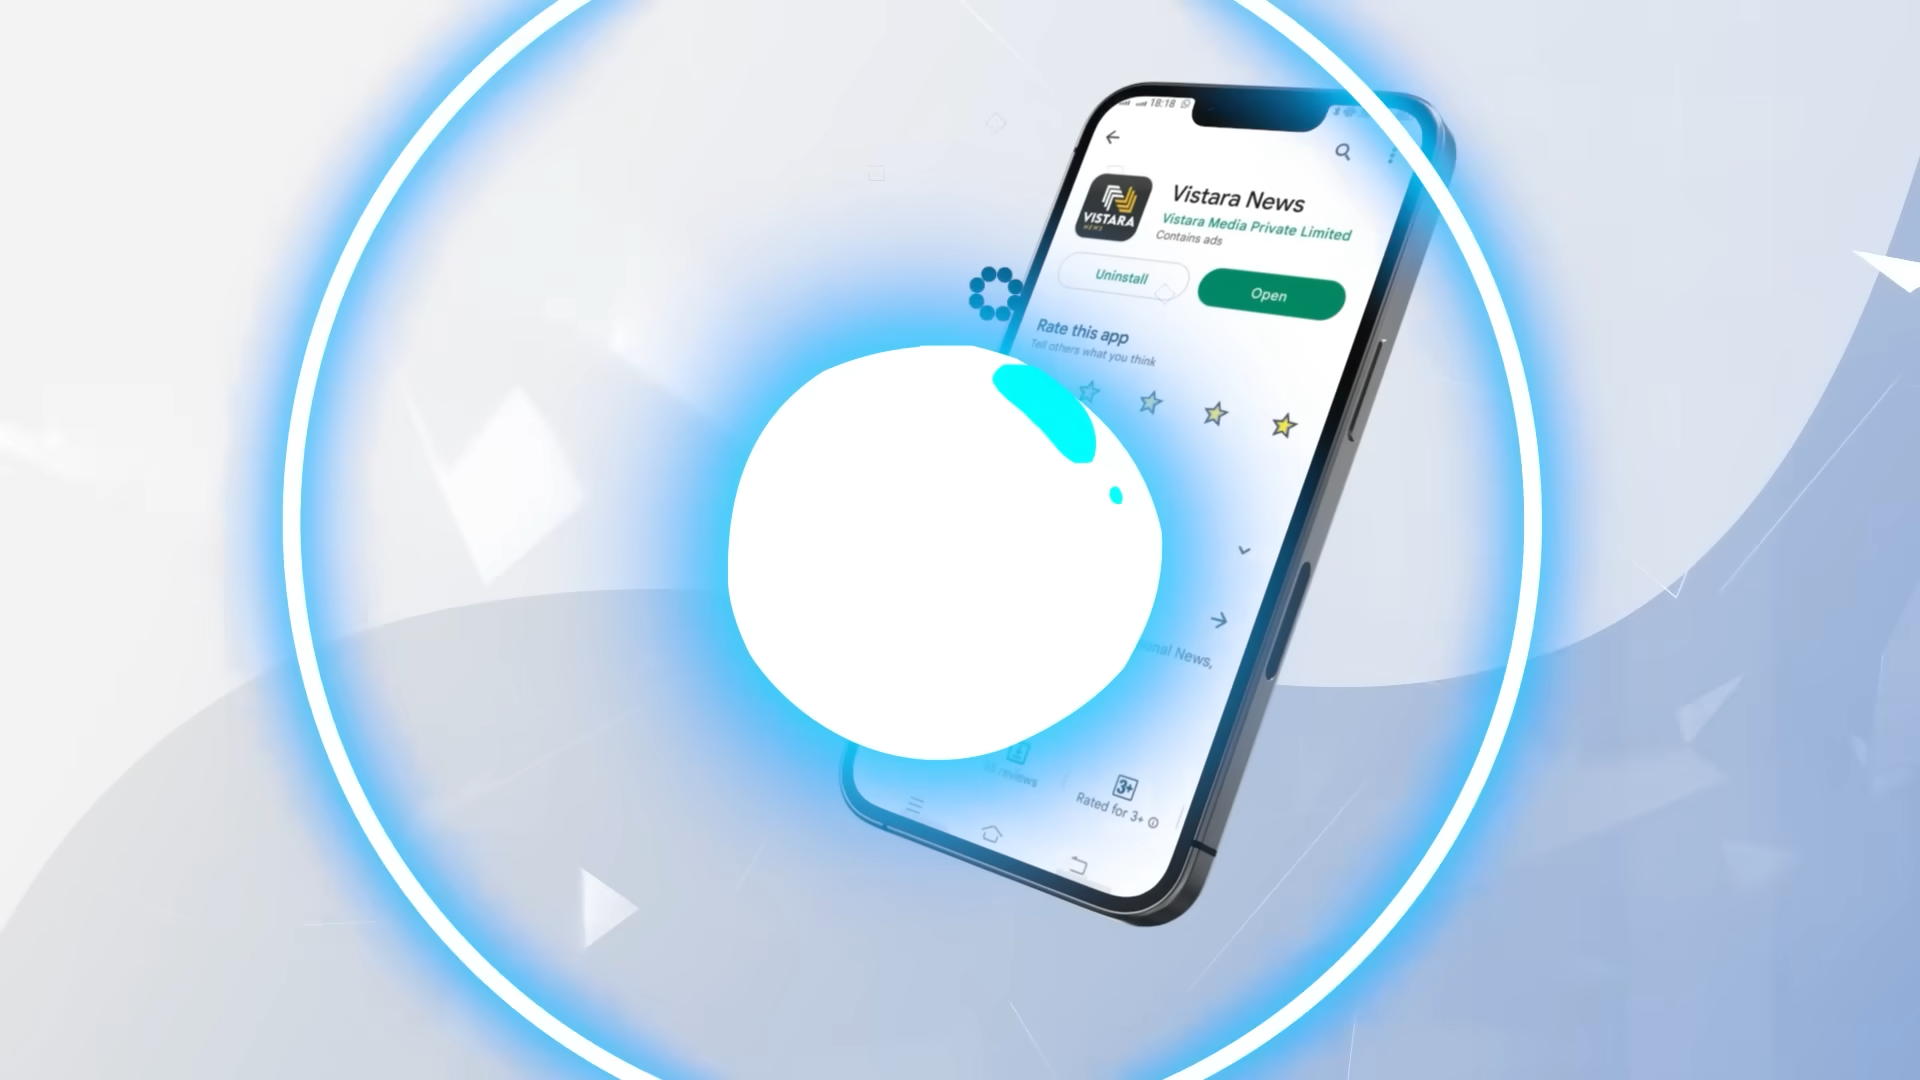 18:18
Vistara News
VISTARA
NEWS
Vistara Media Private Limited
Contains ads
Uninstall
Open
Rate this app
Tell others what you think
News,
reviews
3+
Rated for 3+